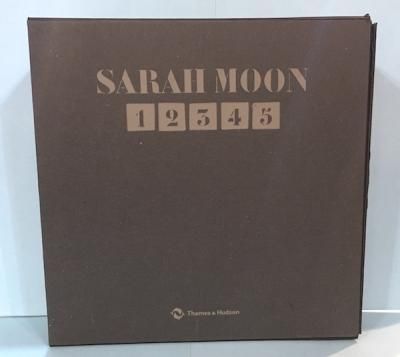 SARAH MOON
1 2 3 4 5
Thames & Hudson